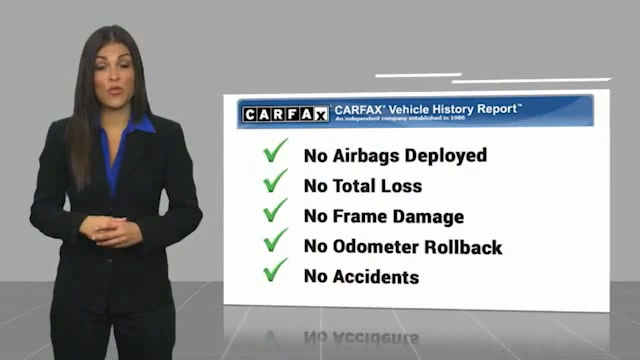 CARFAX® CARFAX® Vehicle History Report™
An independent company established in 1986
No Airbags Deployed
No Total Loss
No Frame Damage
No Odometer Rollback
No Accidents